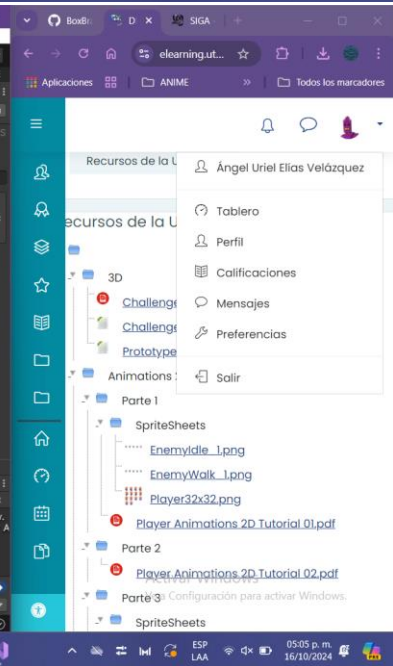 BoxBr
D
SIGA
elearning.ut...
Aplicaciones
ANIME
»
Todos los marcadores
Recursos de la U
Ángel Uriel Elias Velázquez
Tablero
ecursos de la U
Perfil
Calificaciones
3D
Challenge
Mensajes
Challenge
Preferencias
Prototype
Animations
Salir
Parte 1
SpriteSheets
EnemyIdle_1.png
EnemyWalk_1.png
Player32x32.png
Player Animations 2D Tutorial 01.pdf
Parte 2
Player Animations 2D Tutorial 02.pdf
Activar Windows
Parte 3
Ve a Configuración para activar Windows.
SpriteSheets
ESP
LAA
05:05 p. m.
16/10/2024